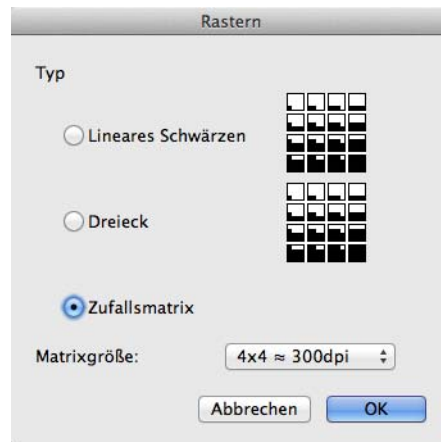 Rastern
Typ
Lineares Schwärzen
Dreieck
Zufallsmatrix
Matrixgröße: 4x4 ≈ 300dpi
Abbrechen OK